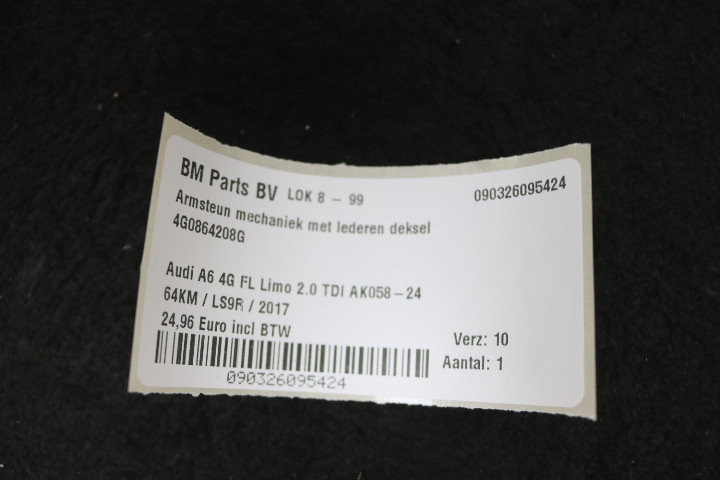 BM Parts BV LOK 8 - 99 090326095424
Armsteun mechaniek met lederen deksel
4G0864208G
Audi A6 4G FL Limo 2.0 TDI AK058-24
64KM / LS9R / 2017
24,96 Euro incl BTW Verz: 10
Aantal: 1
090326095424